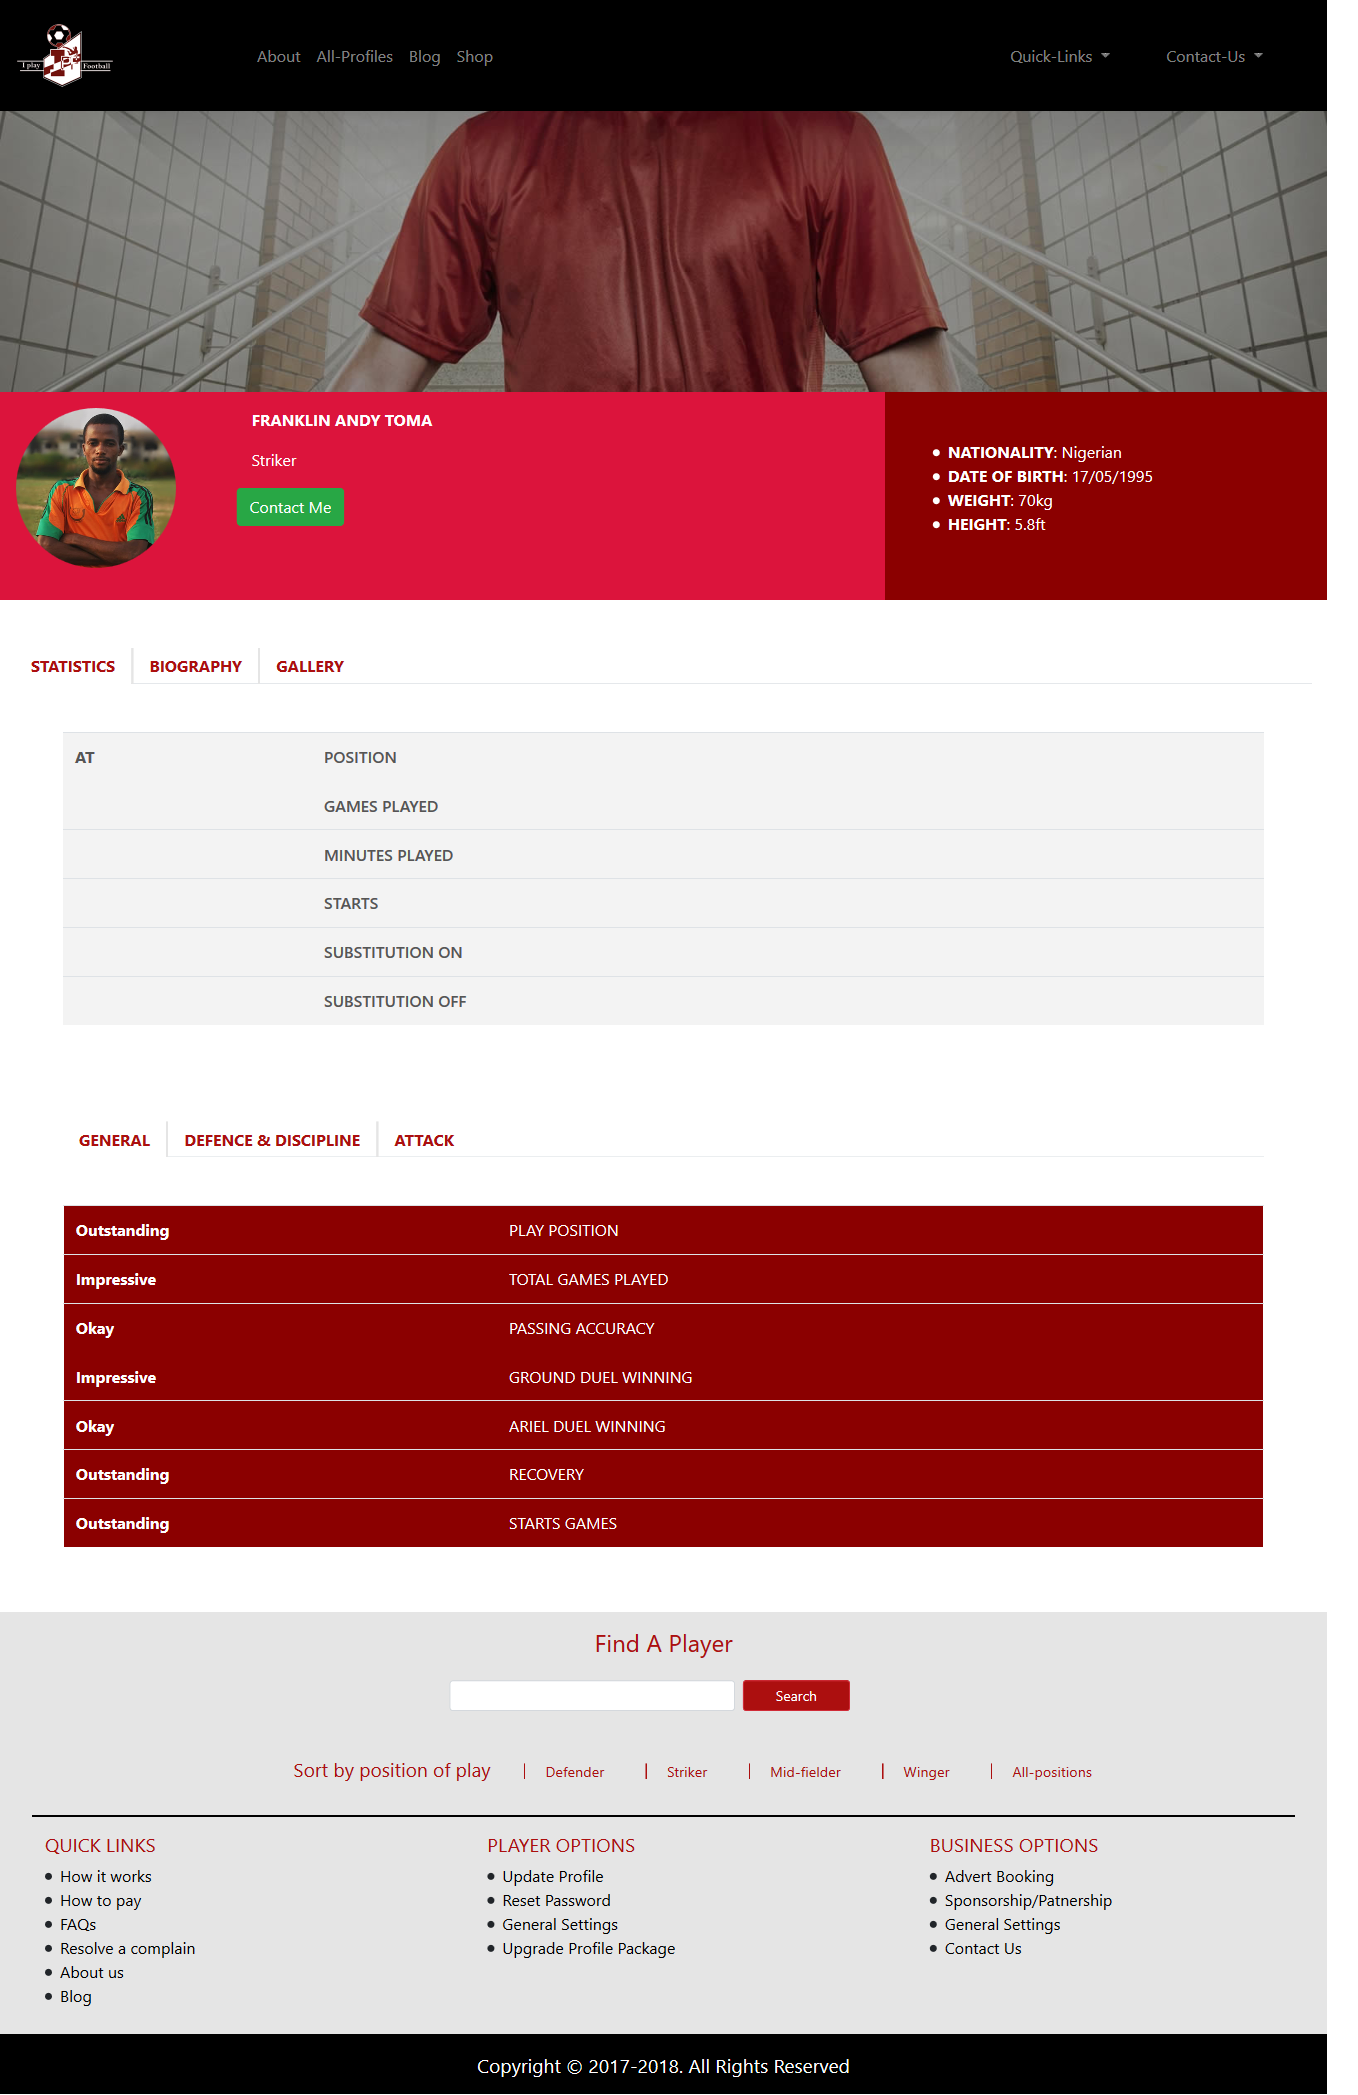 I play Football
About All-Profiles Blog Shop Quick-Links Contact-Us
FRANKLIN ANDY TOMA
Striker
Contact Me
NATIONALITY: Nigerian
DATE OF BIRTH: 17/05/1995
WEIGHT: 70kg
HEIGHT: 5.8ft
STATISTICS BIOGRAPHY GALLERY
AT POSITION
GAMES PLAYED
MINUTES PLAYED
STARTS
SUBSTITUTION ON
SUBSTITUTION OFF
GENERAL DEFENCE & DISCIPLINE ATTACK
Outstanding PLAY POSITION
Impressive TOTAL GAMES PLAYED
Okay PASSING ACCURACY
Impressive GROUND DUEL WINNING
Okay ARIEL DUEL WINNING
Outstanding RECOVERY
Outstanding STARTS GAMES
Find A Player
Search
Sort by position of play | Defender | Striker | Mid-fielder | Winger | All-positions
QUICK LINKS
How it works
How to pay
FAQs
Resolve a complain
About us
Blog
PLAYER OPTIONS
Update Profile
Reset Password
General Settings
Upgrade Profile Package
BUSINESS OPTIONS
Advert Booking
Sponsorship/Patnership
General Settings
Contact Us
Copyright © 2017-2018. All Rights Reserved